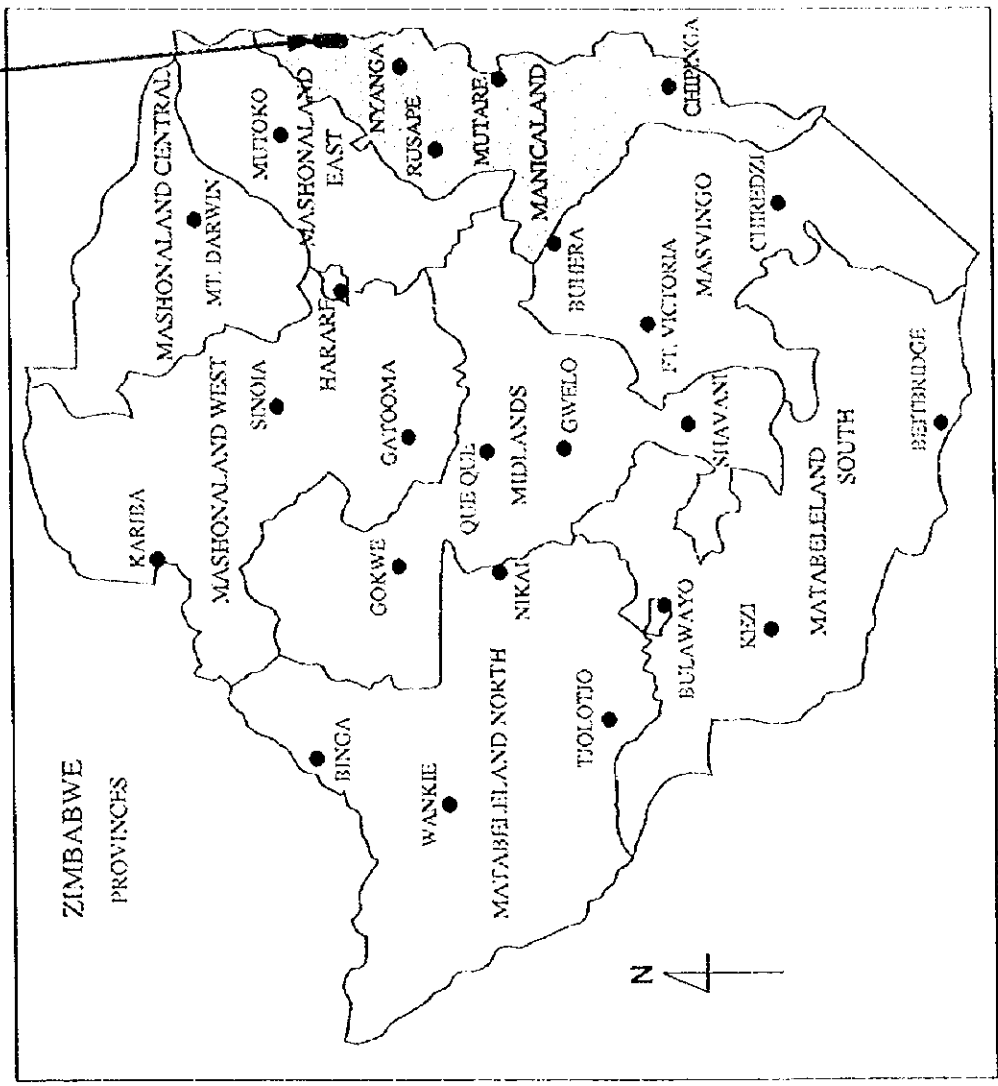 ZIMBABWE
PROVINCES
KARIBA
MASHONALAND CENTRAL
MT. DARWIN
MASHONALAND WEST
SINOIA
MUTOKO
MASHONALAND
EAST
HARARE
BINGA
GOKWE
GATOOMA
NYANGA
RUSAPE
WANKIE
QUE QUE
MUTARE
MATABELELAND NORTH
NIKAI
MIDLANDS
MANICALAND
GWELO
BUHERA
TJOLOTJO
BULAWAYO
FT. VICTORIA
CHIPINGA
SHAVANI
MASVINGO
KEZI
CHIREDZI
MATABELELAND
SOUTH
BEITBRIDGE
N